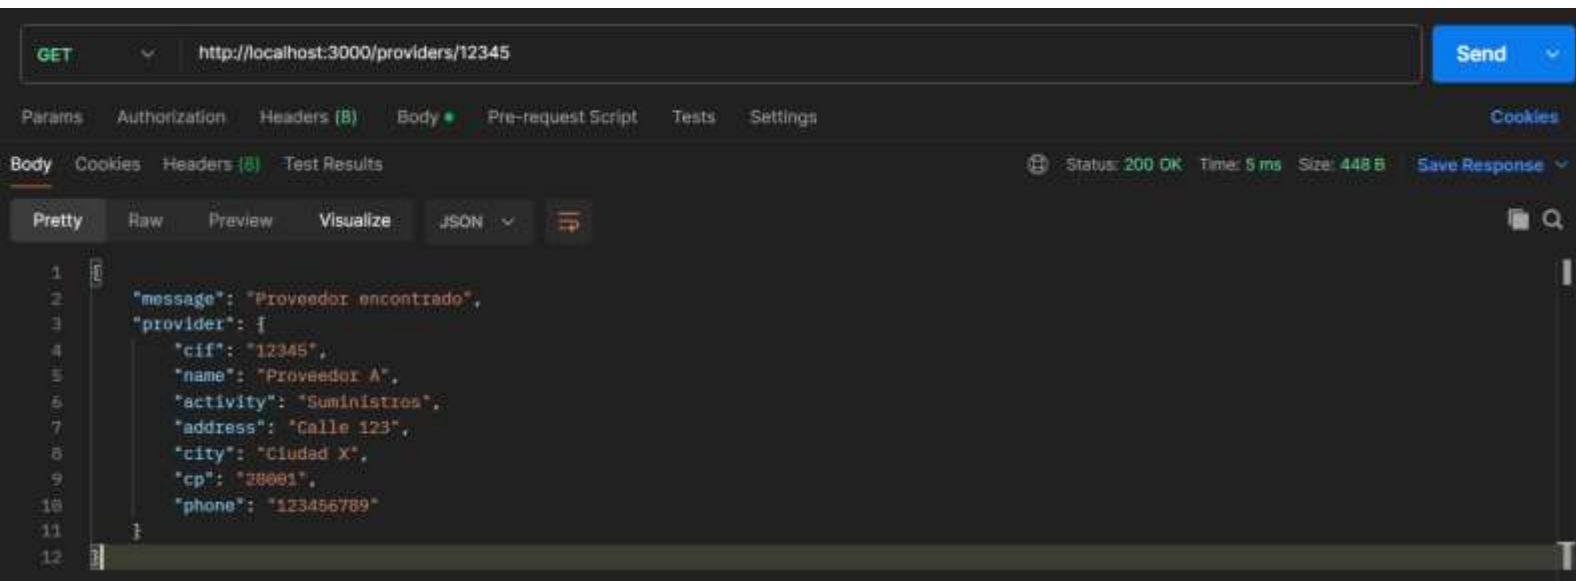 GET http://localhost:3000/providers/12345 Send
Params Authorization Headers (8) Body Pre-request Script Tests Settings Cookies
Body Cookies Headers (8) Test Results Status: 200 OK Time: 5 ms Size: 448 B Save Response
Pretty Raw Preview Visualize JSON
1 {
2 "message": "Proveedor encontrado",
3 "provider": {
4 "cif": "12345",
5 "name": "Proveedor A",
6 "activity": "Suministros",
7 "address": "Calle 123",
8 "city": "Ciudad X",
9 "cp": "28001",
10 "phone": "123456789"
11 }
12 }